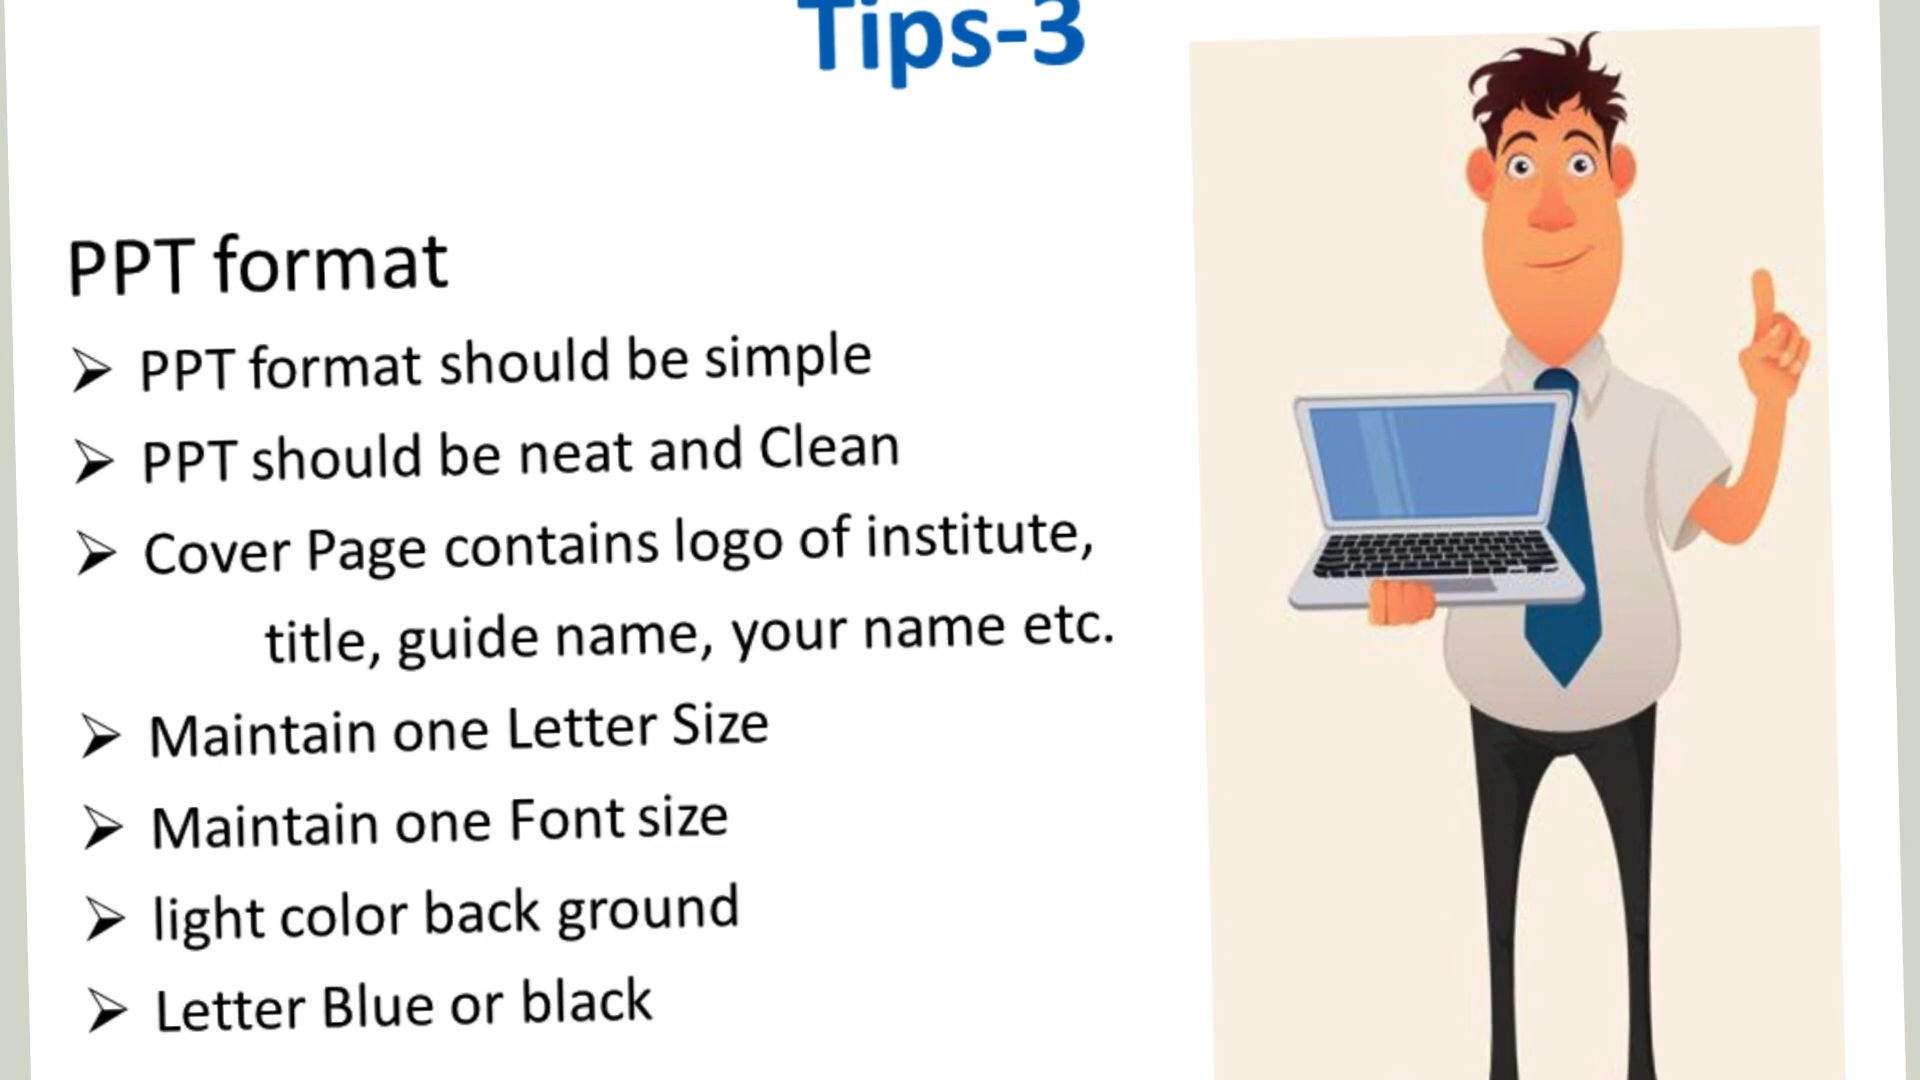 Tips-3
PPT format
➢ PPT format should be simple
➢ PPT should be neat and Clean
➢ Cover Page contains logo of institute,
title, guide name, your name etc.
➢ Maintain one Letter Size
➢ Maintain one Font size
➢ light color back ground
➢ Letter Blue or black